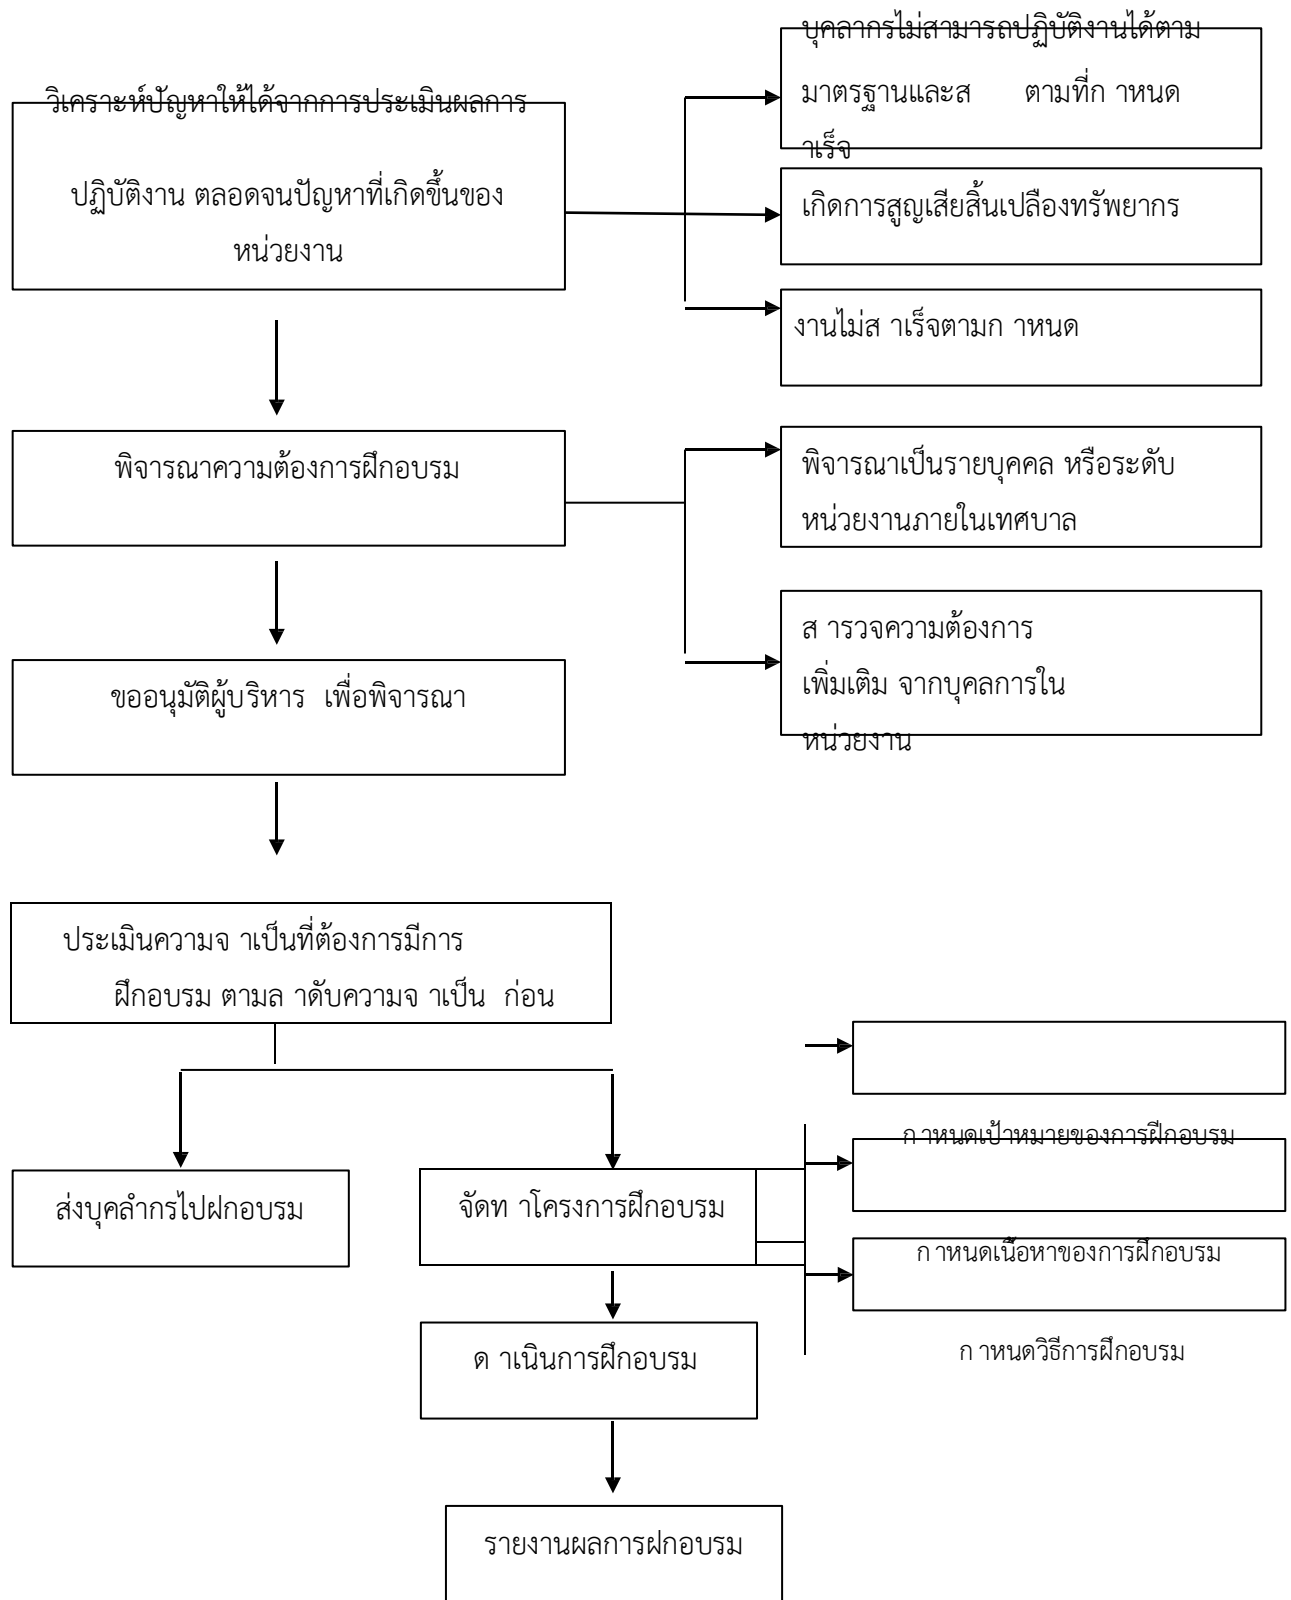 วิเคราะห์ปัญหาให้ได้จากการประเมินผลการ
ปฏิบัติงาน ตลอดจนปัญหาที่เกิดขึ้นของ
หน่วยงาน
บุคลากรไม่สามารถปฏิบัติงานได้ตาม
มาตรฐานและส ตามที่ก าหนด
าเร็จ
เกิดการสูญเสียสิ้นเปลืองทรัพยากร
งานไม่ส าเร็จตามก าหนด
พิจารณาความต้องการฝึกอบรม
พิจารณาเป็นรายบุคคล หรือระดับ
หน่วยงานภายในเทศบาล
ส ารวจความต้องการ
เพิ่มเติม จากบุคลการใน
หน่วยงาน
ขออนุมัติผู้บริหาร เพื่อพิจารณา
ประเมินความจ าเป็นที่ต้องการมีการ
ฝึกอบรม ตามล าดับความจ าเป็น ก่อน
ส่งบุคลำกรไปฝกอบรม
จัดท าโครงการฝึกอบรม
ก าหนดเป้าหมายของการฝึกอบรม
ก าหนดเนื้อหาของการฝึกอบรม
ก าหนดวิธีการฝึกอบรม
ด าเนินการฝึกอบรม
รายงานผลการฝกอบรม